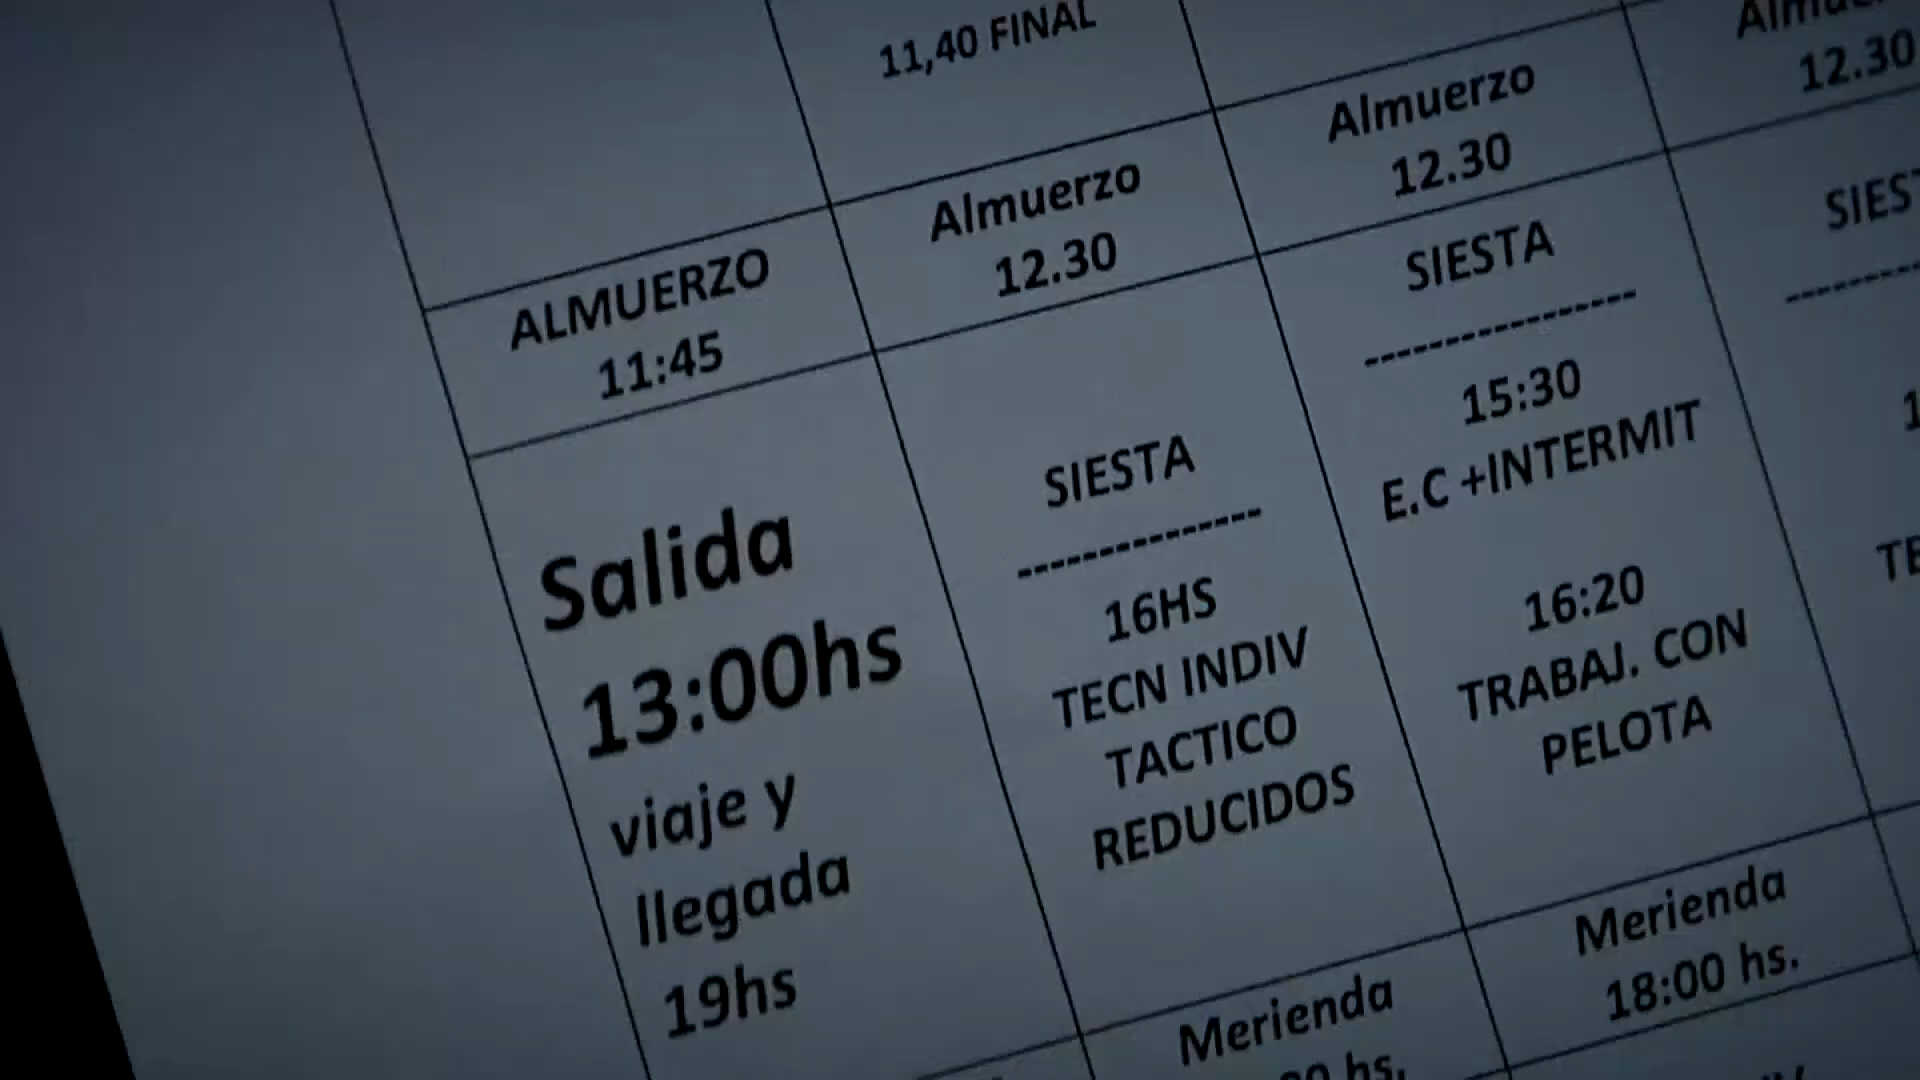 11,40 FINAL
ALMUERZO
11:45
Salida
13:00hs
viaje y
llegada
19hs
Almuerzo
12.30
SIESTA
--------------
16HS
TECN INDIV
TACTICO
REDUCIDOS
Merienda
hs.
Almuerzo
12.30
SIESTA
-----------------
15:30
E.C +INTERMIT
16:20
TRABAJ. CON
PELOTA
Merienda
18:00 hs.
12.30